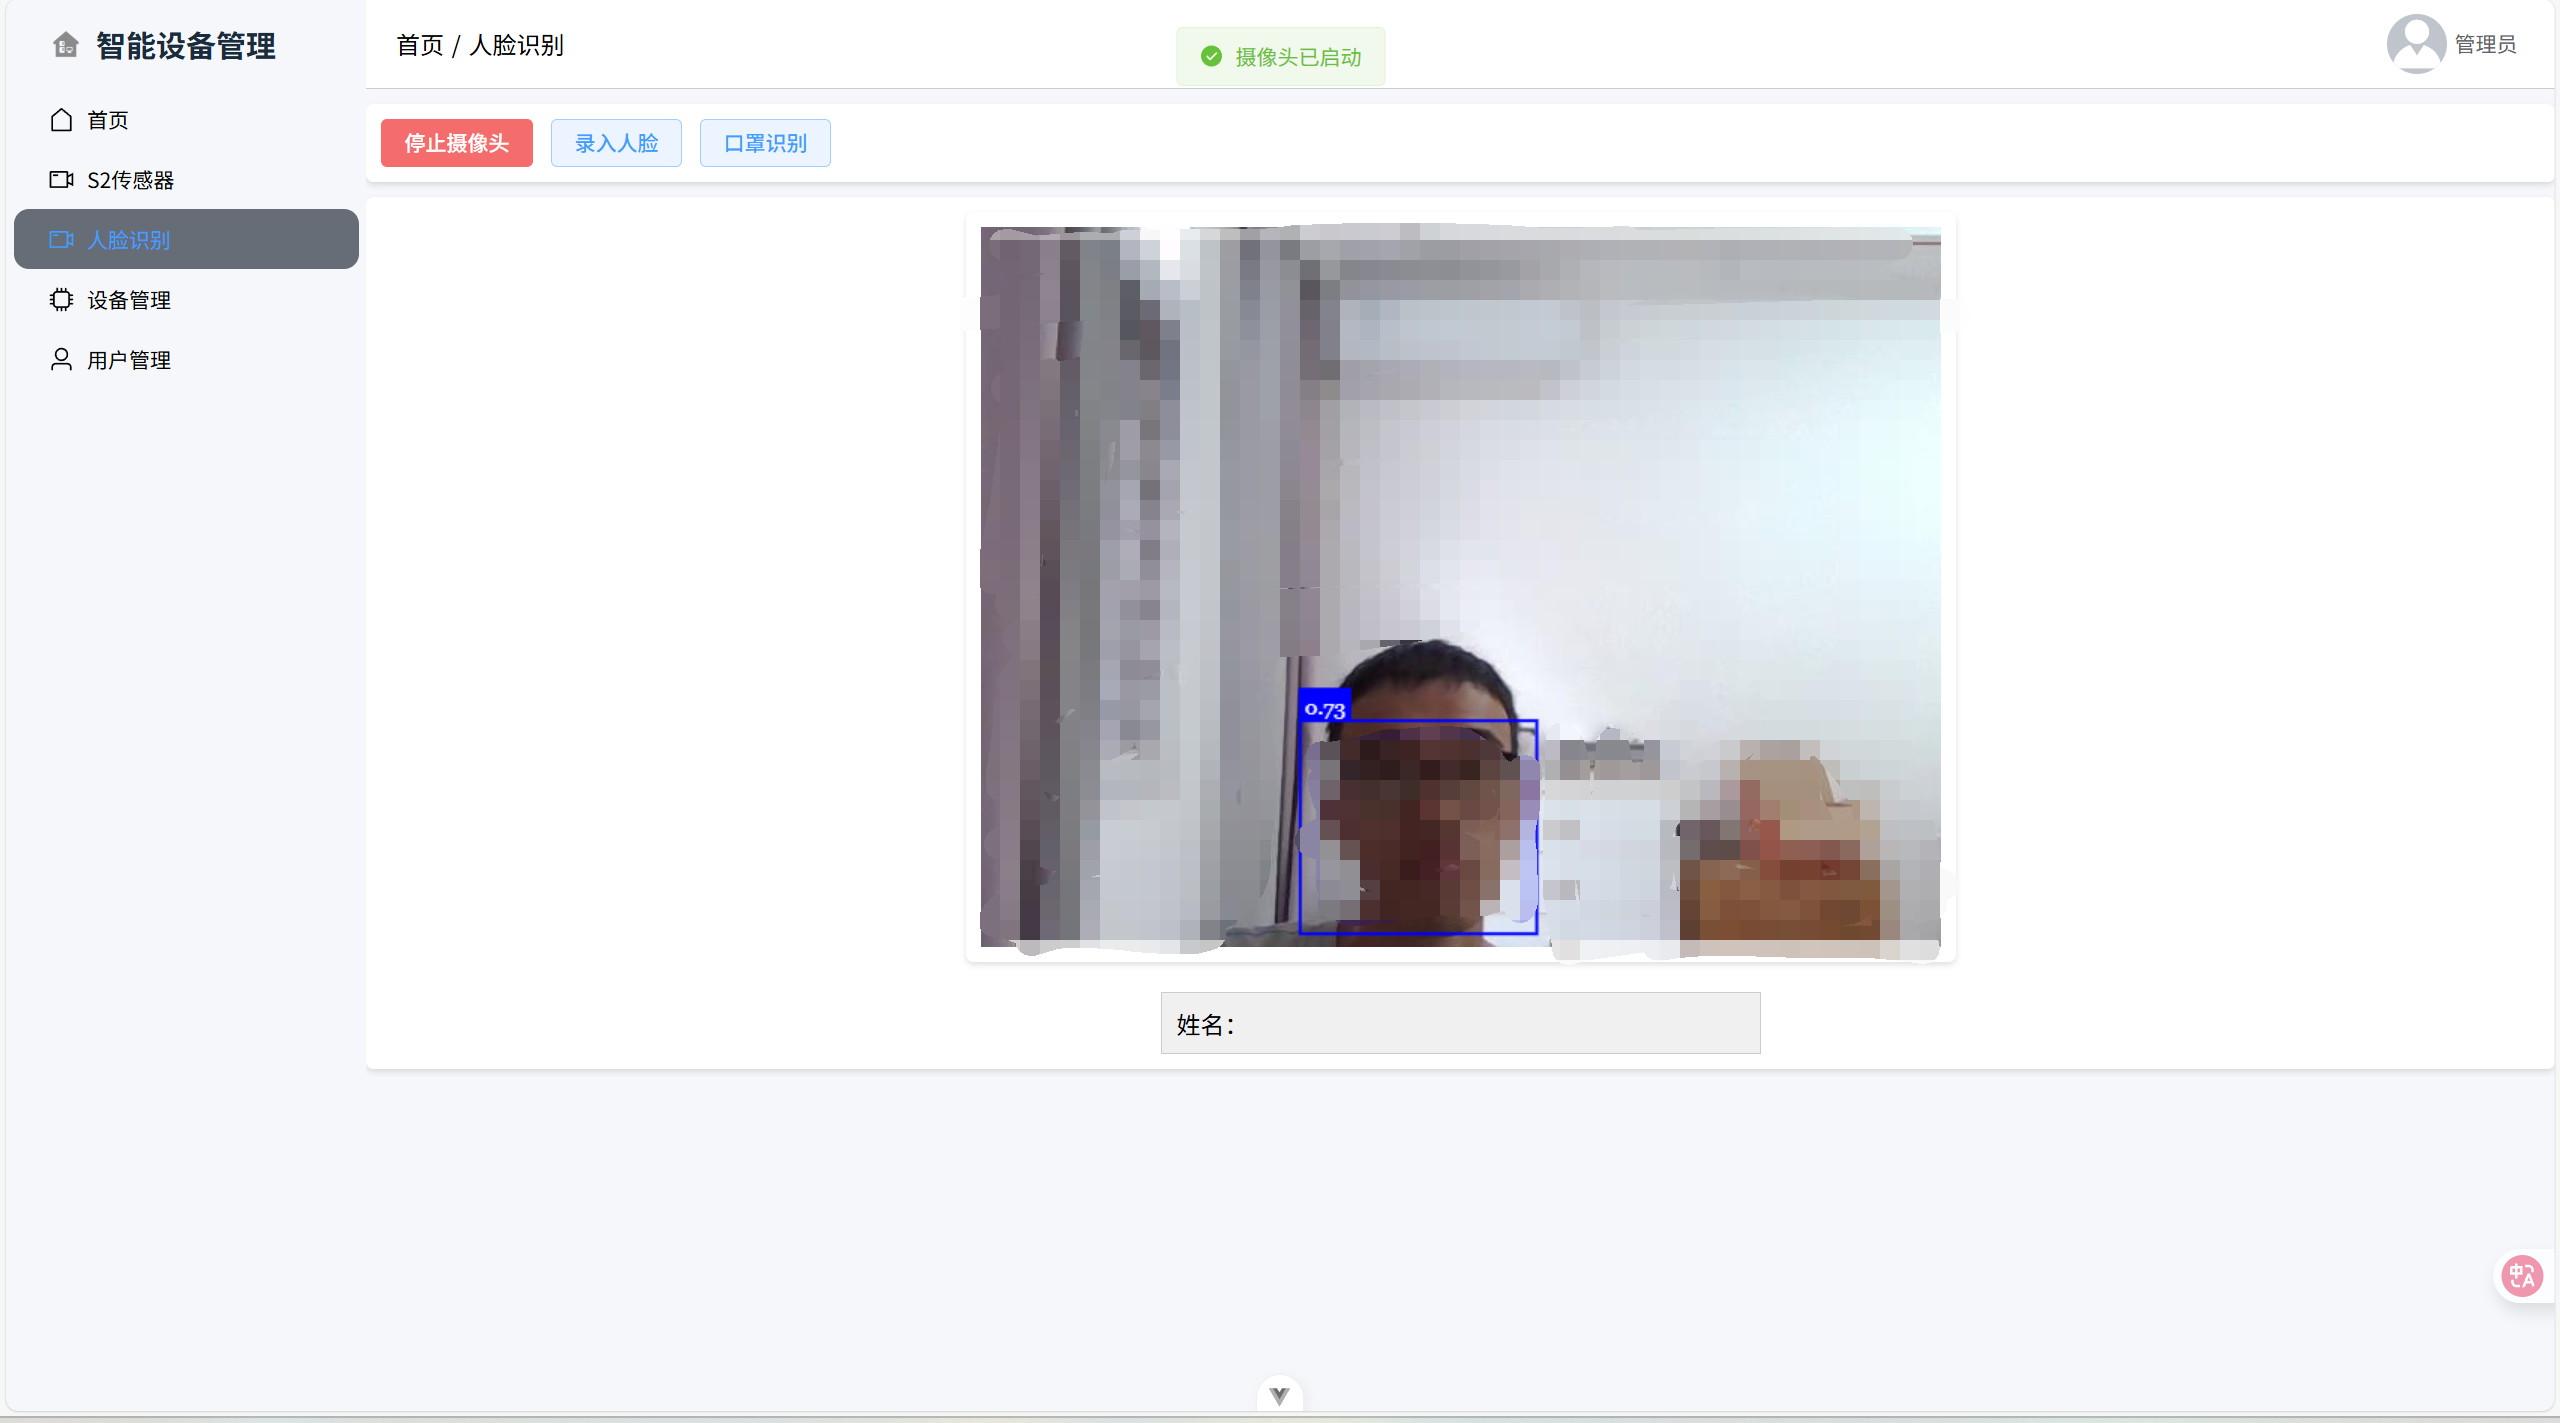 智能设备管理
首页
S2传感器
人脸识别
设备管理
用户管理
首页 / 人脸识别
摄像头已启动
管理员
停止摄像头
录入人脸
口罩识别
0.73
姓名：
中 A